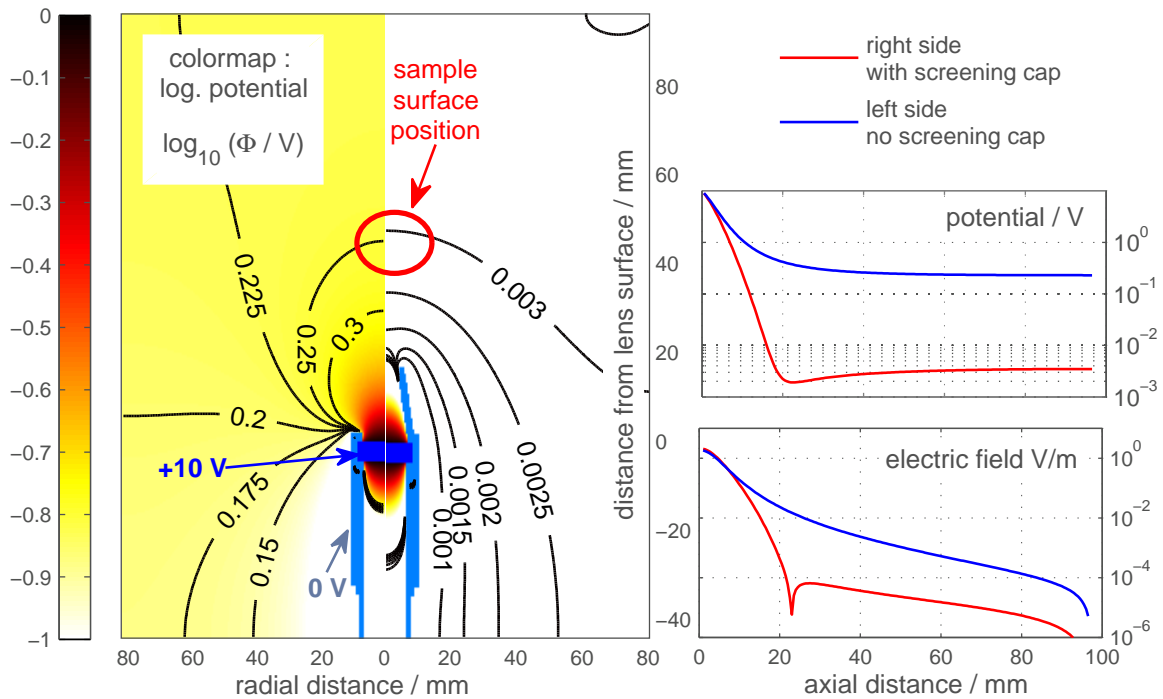 0
−0.1
−0.2
−0.3
−0.4
−0.5
−0.6
−0.7
−0.8
−0.9
−1
colormap :
log. potential
log10 (Φ / V)
sample
surface
position
0.225
0.25
0.3
0.2
0.175
0.15
+10 V
0 V
0.003
0.0025
0.002
0.0015
0.001
80 60 40 20 0 20 40 60 80
radial distance / mm
80
60
40
20
0
−20
−40
distance from lens surface / mm
right side
with screening cap
left side
no screening cap
potential / V
10^0
10^−1
10^−2
10^−3
electric field V/m
10^0
10^−2
10^−4
10^−6
0 20 40 60 80 100
axial distance / mm